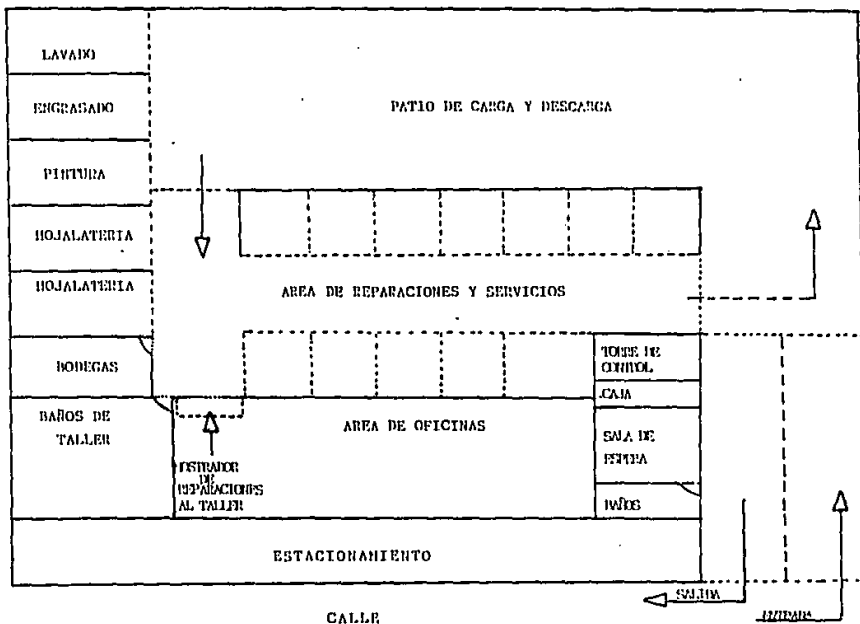 LAVADO
ENGRASADO
PATIO DE CARGA Y DESCARGA
PINTURA
HOJALATERIA
HOJALATERIA
AREA DE REPARACIONES Y SERVICIOS
BODEGAS
TORRE DE
CONTROL
CAJA
BAÑOS DE
TALLER
AREA DE OFICINAS
SALA DE
ESPERA
MOSTRADOR
DE
REPARACIONES
AL TALLER
BAÑOS
ESTACIONAMIENTO
SALIDA
ENTRADA
CALLE